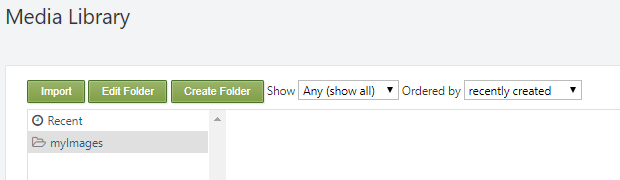 Media Library
Import Edit Folder Create Folder Show Any (show all) Ordered by recently created
Recent
myImages